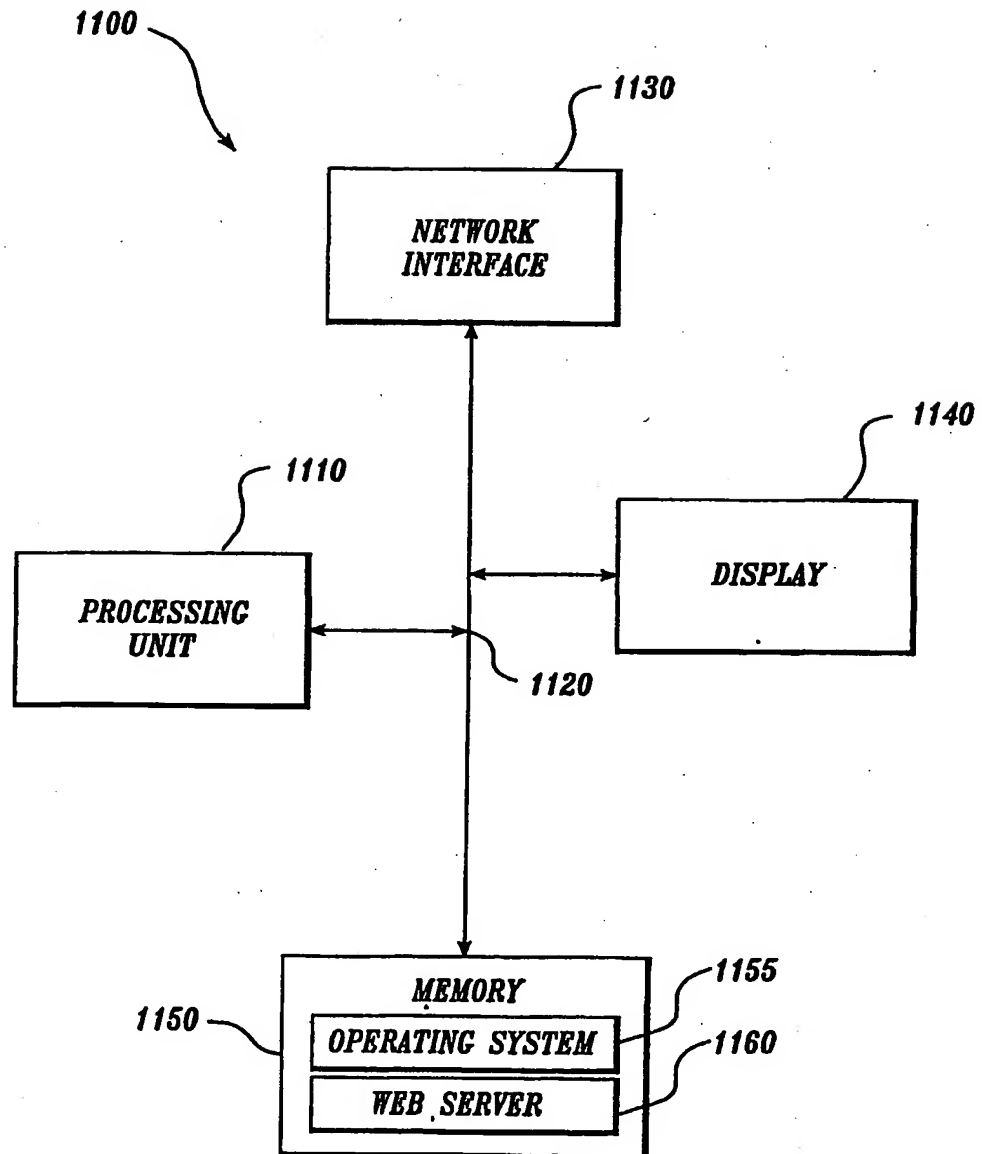 1100
1130
NETWORK
INTERFACE
1140
1110
DISPLAY
PROCESSING
UNIT
1120
MEMORY
1155
1150
OPERATING SYSTEM
1160
WEB SERVER